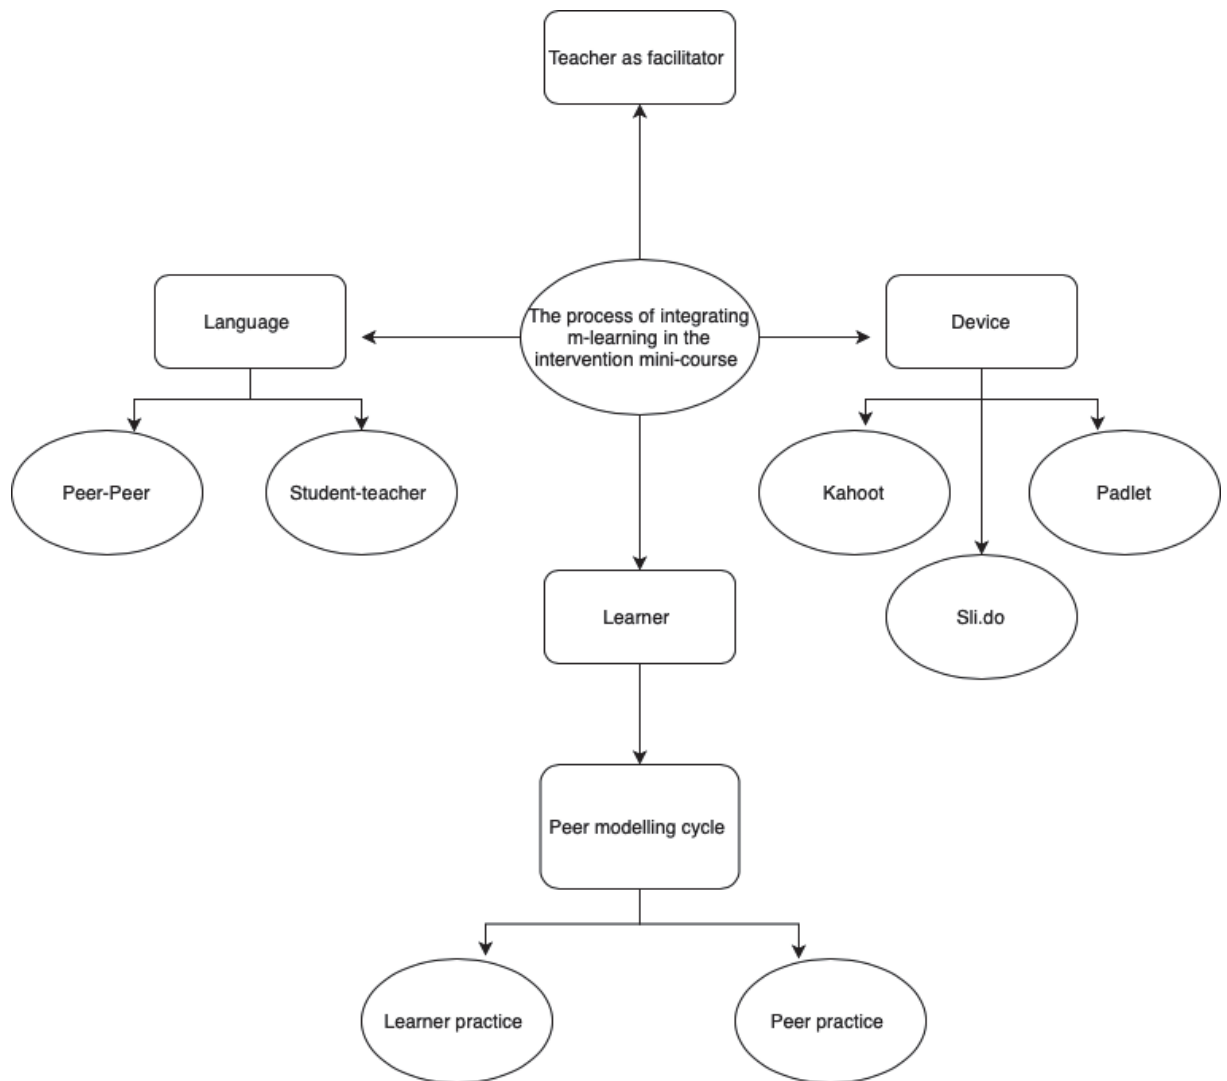 Teacher as facilitator
Language
The process of integrating
m-learning in the
intervention mini-course
Device
Peer-Peer
Student-teacher
Kahoot
Padlet
Sli.do
Learner
Peer modelling cycle
Learner practice
Peer practice